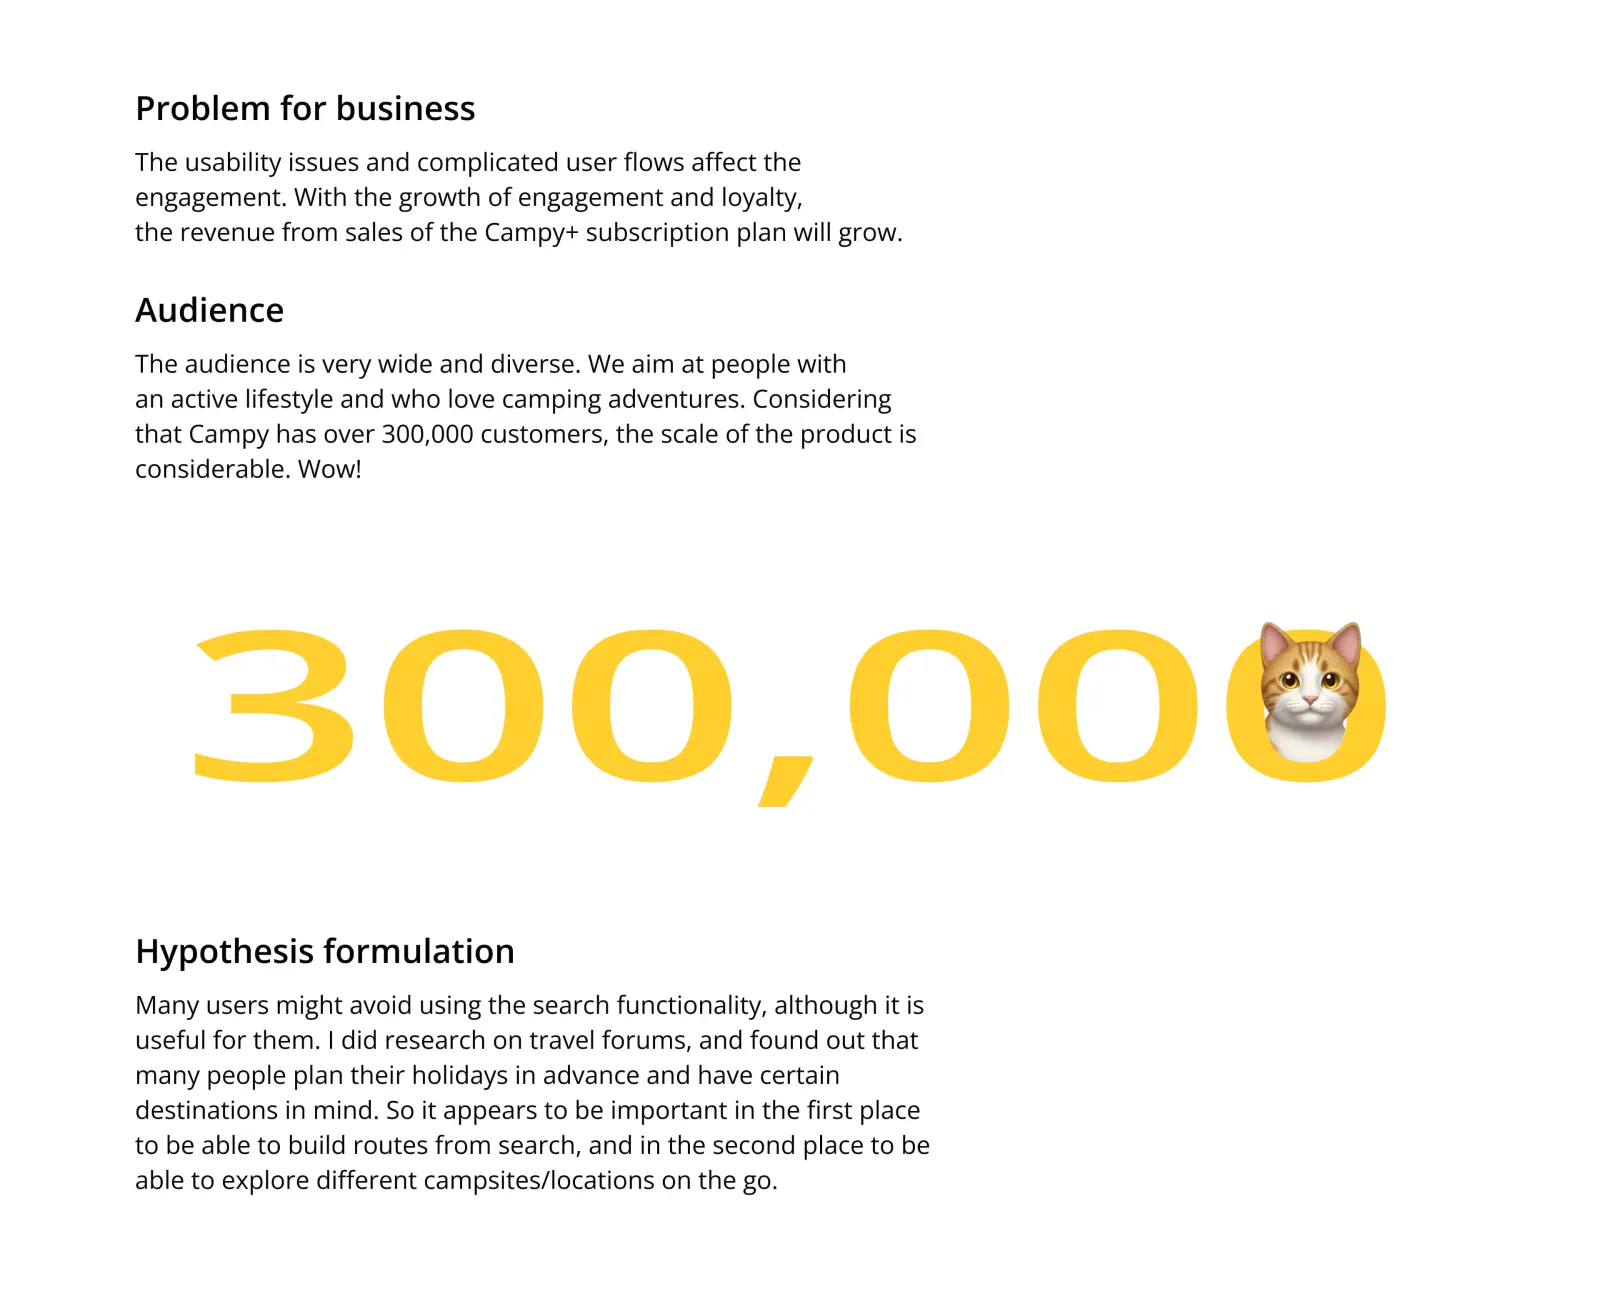 Problem for business
The usability issues and complicated user flows affect the
engagement. With the growth of engagement and loyalty,
the revenue from sales of the Campy+ subscription plan will grow.
Audience
The audience is very wide and diverse. We aim at people with
an active lifestyle and who love camping adventures. Considering
that Campy has over 300,000 customers, the scale of the product is
considerable. Wow!
300,000
Hypothesis formulation
Many users might avoid using the search functionality, although it is
useful for them. I did research on travel forums, and found out that
many people plan their holidays in advance and have certain
destinations in mind. So it appears to be important in the first place
to be able to build routes from search, and in the second place to be
able to explore different campsites/locations on the go.